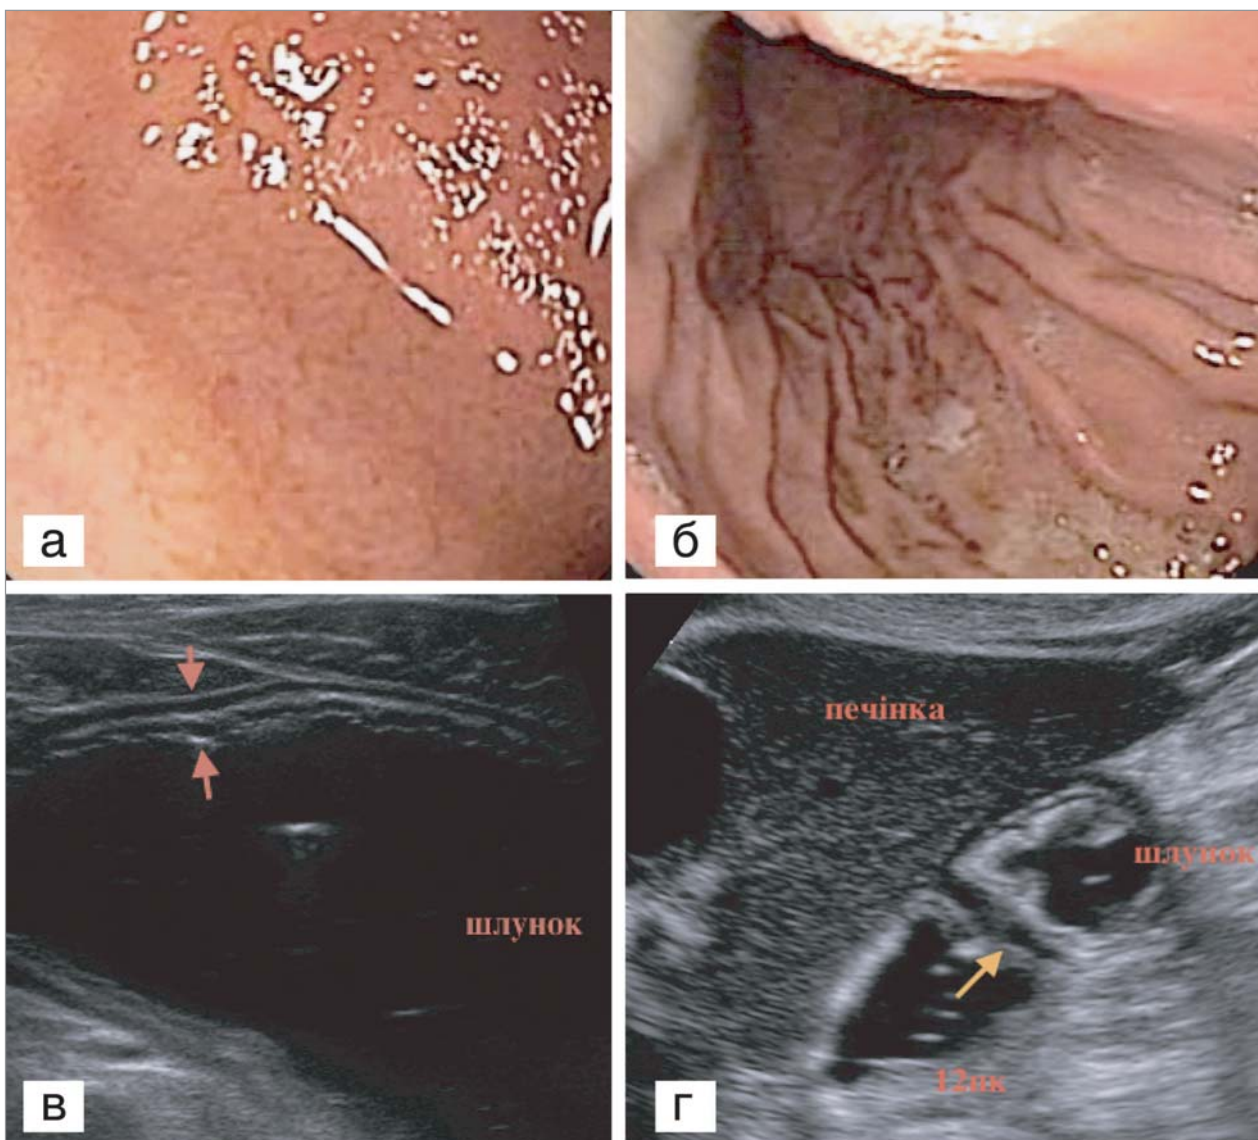 а
б
в
шлунок
печінка
шлунок
12пк
г